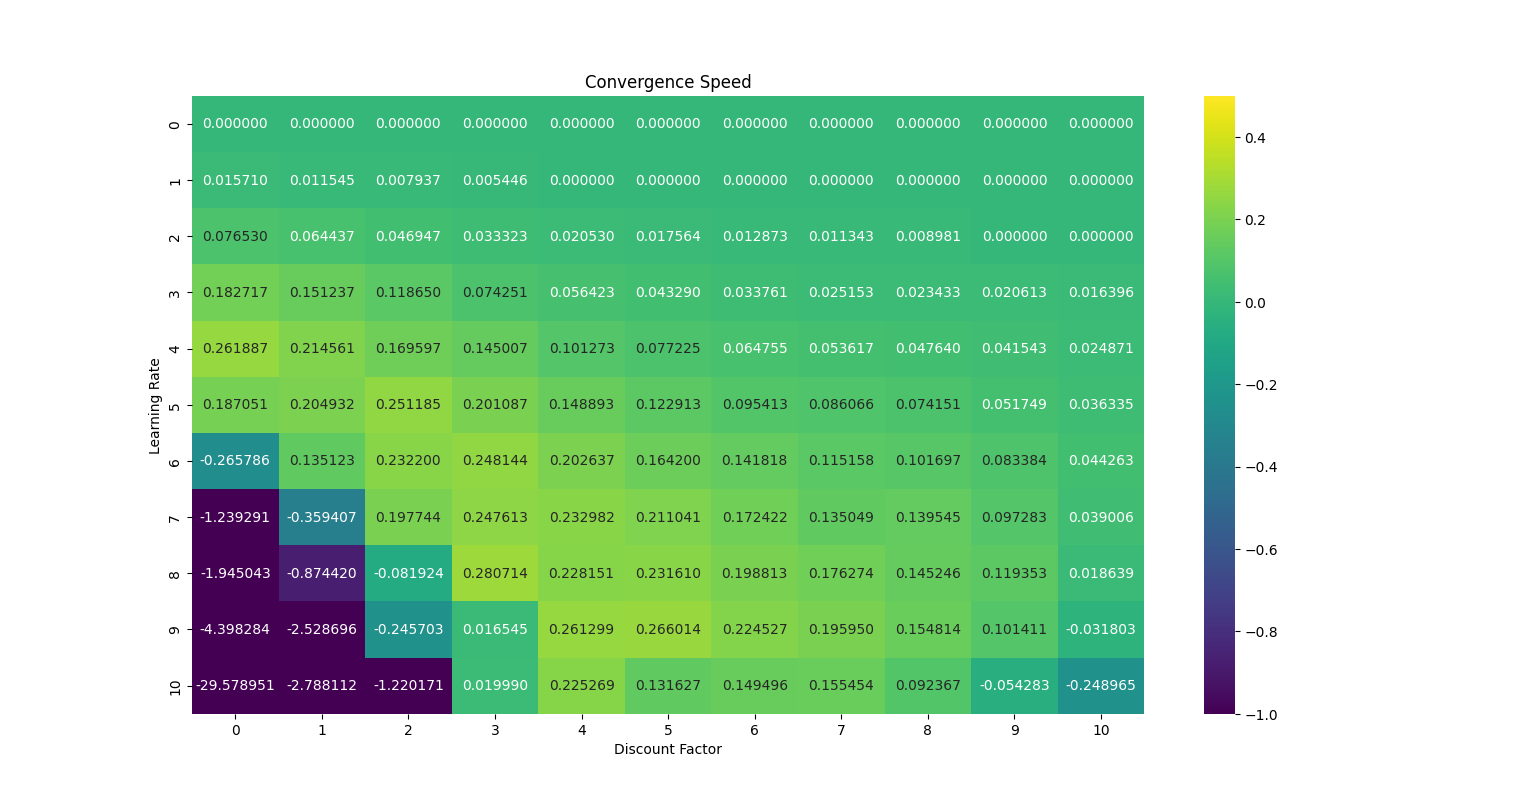 Convergence Speed
0 0.000000 0.000000 0.000000 0.000000 0.000000 0.000000 0.000000 0.000000 0.000000 0.000000 0.000000
1 0.015710 0.011545 0.007937 0.005446 0.000000 0.000000 0.000000 0.000000 0.000000 0.000000 0.000000
2 0.076530 0.064437 0.046947 0.033323 0.020530 0.017564 0.012873 0.011343 0.008981 0.000000 0.000000
3 0.182717 0.151237 0.118650 0.074251 0.056423 0.043290 0.033761 0.025153 0.023433 0.020613 0.016396
4 0.261887 0.214561 0.169597 0.145007 0.101273 0.077225 0.064755 0.053617 0.047640 0.041543 0.024871
5 0.187051 0.204932 0.251185 0.201087 0.148893 0.122913 0.095413 0.086066 0.074151 0.051749 0.036335
6 -0.265786 0.135123 0.232200 0.248144 0.202637 0.164200 0.141818 0.115158 0.101697 0.083384 0.044263
7 -1.239291 -0.359407 0.197744 0.247613 0.232982 0.211041 0.172422 0.135049 0.139545 0.097283 0.039006
8 -1.945043 -0.874420 -0.081924 0.280714 0.228151 0.231610 0.198813 0.176274 0.145246 0.119353 0.018639
9 -4.398284 -2.528696 -0.245703 0.016545 0.261299 0.266014 0.224527 0.195950 0.154814 0.101411 -0.031803
10 -29.578951 -2.788112 -1.220171 0.019990 0.225269 0.131627 0.149496 0.155454 0.092367 -0.054283 -0.248965
0 1 2 3 4 5 6 7 8 9 10
Discount Factor
Learning Rate
0.4
0.2
0.0
−0.2
−0.4
−0.6
−0.8
−1.0